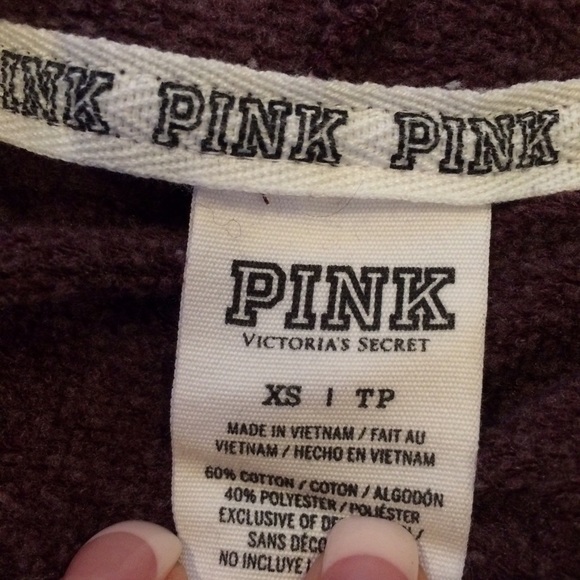 PINK PINK PINK
PINK
VICTORIA'S SECRET
XS | TP
MADE IN VIETNAM / FAIT AU
VIETNAM / HECHO EN VIETNAM
60% COTTON / COTON / ALGODÓN
40% POLYESTER / POLIÉSTER
EXCLUSIVE OF
SANS
NO INCLUYE